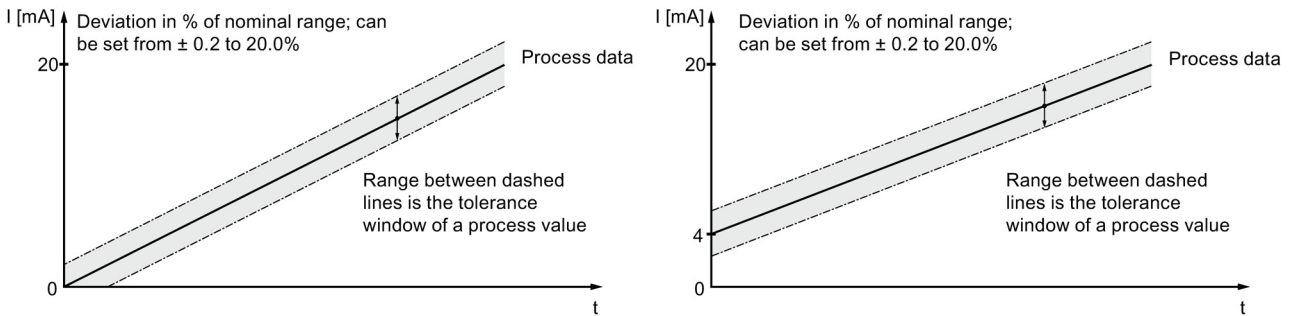 I [mA]
Deviation in % of nominal range; can
be set from ± 0.2 to 20.0%
20
Process data
Range between dashed
lines is the tolerance
window of a process value
0
t
I [mA]
Deviation in % of nominal range;
can be set from ± 0.2 to 20.0%
20
Process data
Range between dashed
lines is the tolerance
window of a process value
4
0
t